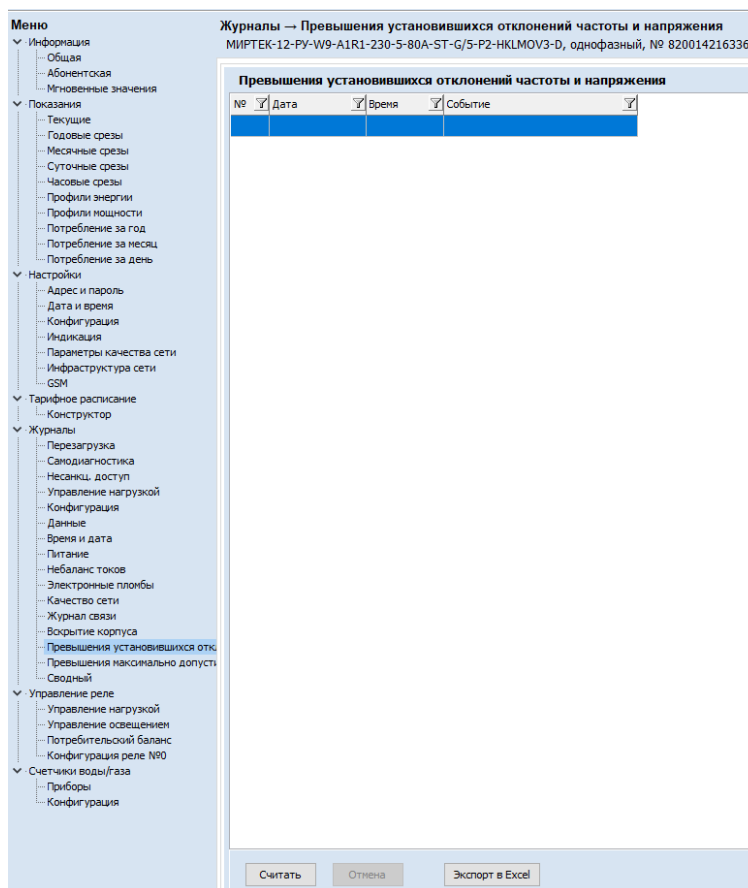 Меню
Информация
Общая
Абонентская
Мгновенные значения
Показания
Текущие
Годовые срезы
Месячные срезы
Суточные срезы
Часовые срезы
Профили энергии
Профили мощности
Потребление за год
Потребление за месяц
Потребление за день
Настройки
Адрес и пароль
Дата и время
Конфигурация
Индикация
Параметры качества сети
Инфраструктура сети
GSM
Тарифное расписание
Конструктор
Журналы
Перезагрузка
Самодиагностика
Несанкц. доступ
Управление нагрузкой
Конфигурация
Данные
Время и дата
Питание
Небаланс токов
Электронные пломбы
Качество сети
Журнал связи
Вскрытие корпуса
Превышения установившихся отк
Превышения максимально допусти
Сводный
Управление реле
Управление нагрузкой
Управление освещением
Потребительский баланс
Конфигурация реле №0
Счетчики воды/газа
Приборы
Конфигурация
Журналы → Превышения установившихся отклонений частоты и напряжения
МИРТЕК-12-РУ-W9-A1R1-230-5-80A-ST-G/5-P2-HKLMOV3-D, однофазный, № 820014216336
Превышения установившихся отклонений частоты и напряжения
№ Дата Время Событие
Считать Отмена Экспорт в Excel